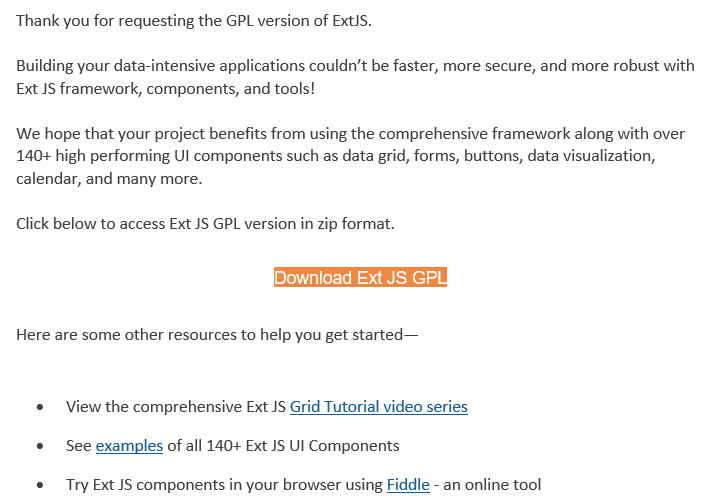 Thank you for requesting the GPL version of ExtJS.
Building your data-intensive applications couldn’t be faster, more secure, and more robust with
Ext JS framework, components, and tools!
We hope that your project benefits from using the comprehensive framework along with over
140+ high performing UI components such as data grid, forms, buttons, data visualization,
calendar, and many more.
Click below to access Ext JS GPL version in zip format.
Download Ext JS GPL
Here are some other resources to help you get started—
• View the comprehensive Ext JS Grid Tutorial video series
• See examples of all 140+ Ext JS UI Components
• Try Ext JS components in your browser using Fiddle - an online tool